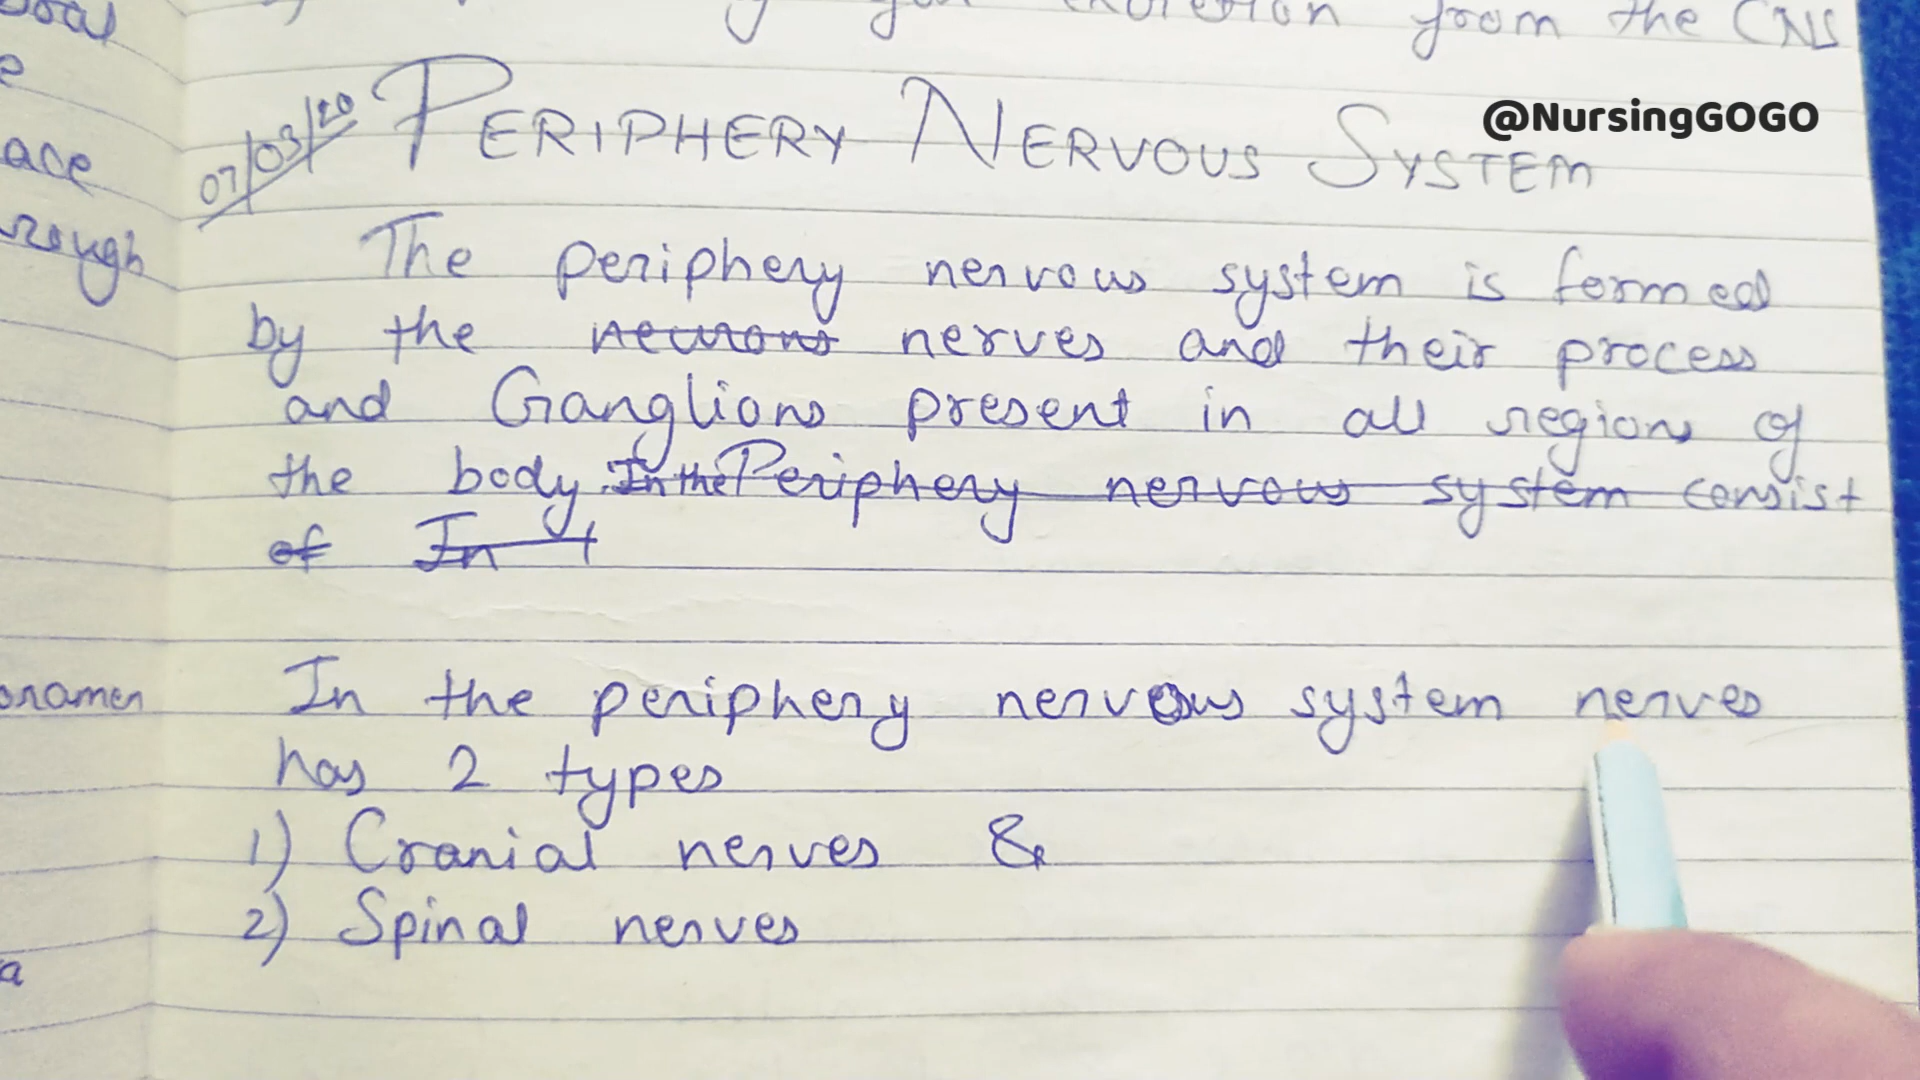 from the CNS
07/03/20 PERIPHERY NERVOUS SYSTEM
@NursingGOGO
ace
rough
The periphery nervous system is formed
by the neurons nerves and their process
and Ganglions present in all regions of
the body. In the Periphery nervous system consist
of In t
In the periphery nervous system nerves
has 2 types
1) Cranial nerves &
2) Spinal nerves